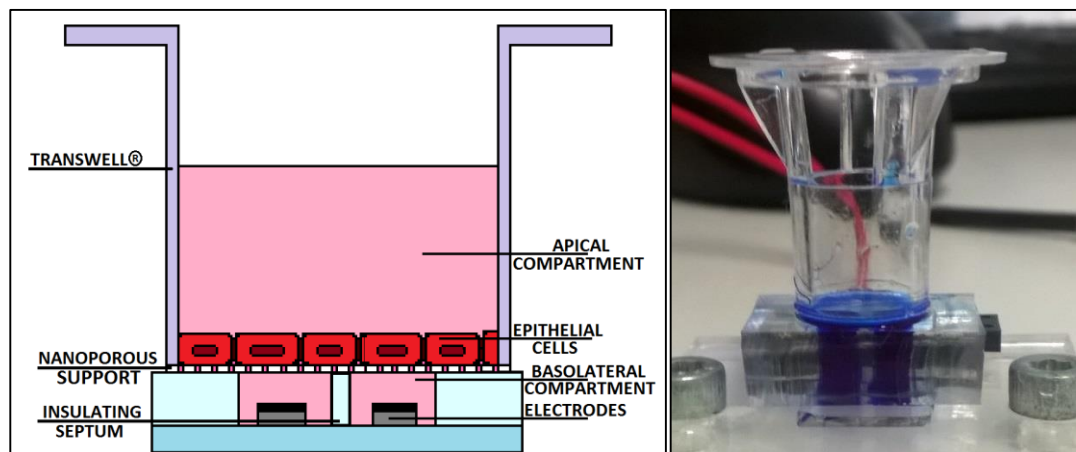 TRANSWELL®
APICAL
COMPARTMENT
EPITHELIAL
CELLS
NANOPOROUS
SUPPORT
BASOLATERAL
COMPARTMENT
INSULATING
SEPTUM
ELECTRODES